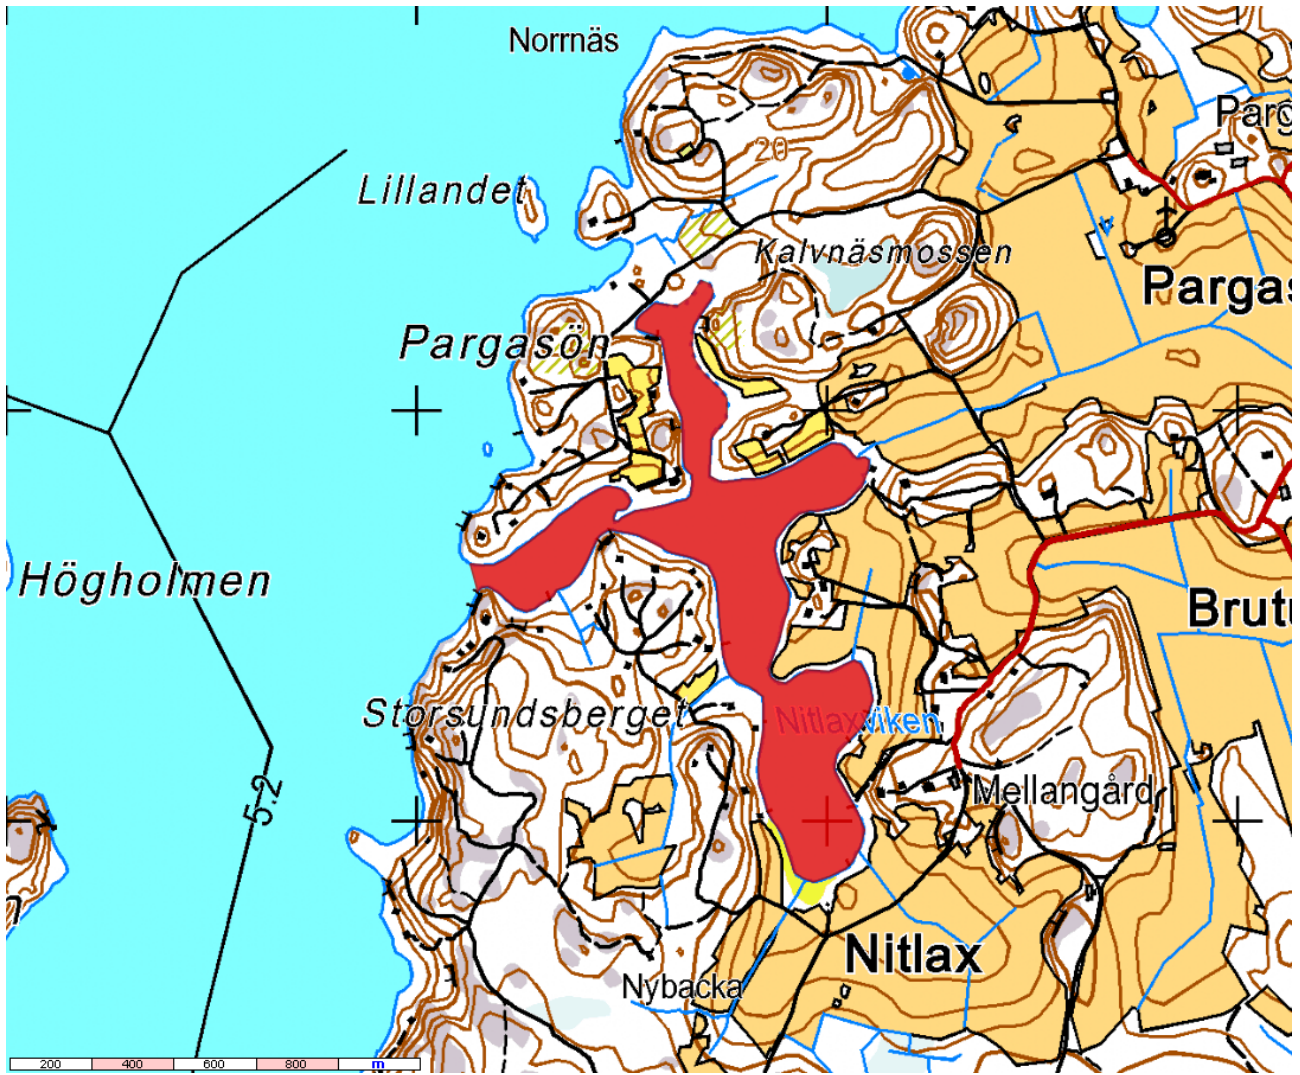 Norrnäs
Parg
20
Lillandet
Kalvnäsmossen
Pargas
Pargasön
Högholmen
Brutu
Storsundsberget
Nitlaxviken
5.2
Mellangård
n
Nitlax
Nybacka
200 400 600 800 m